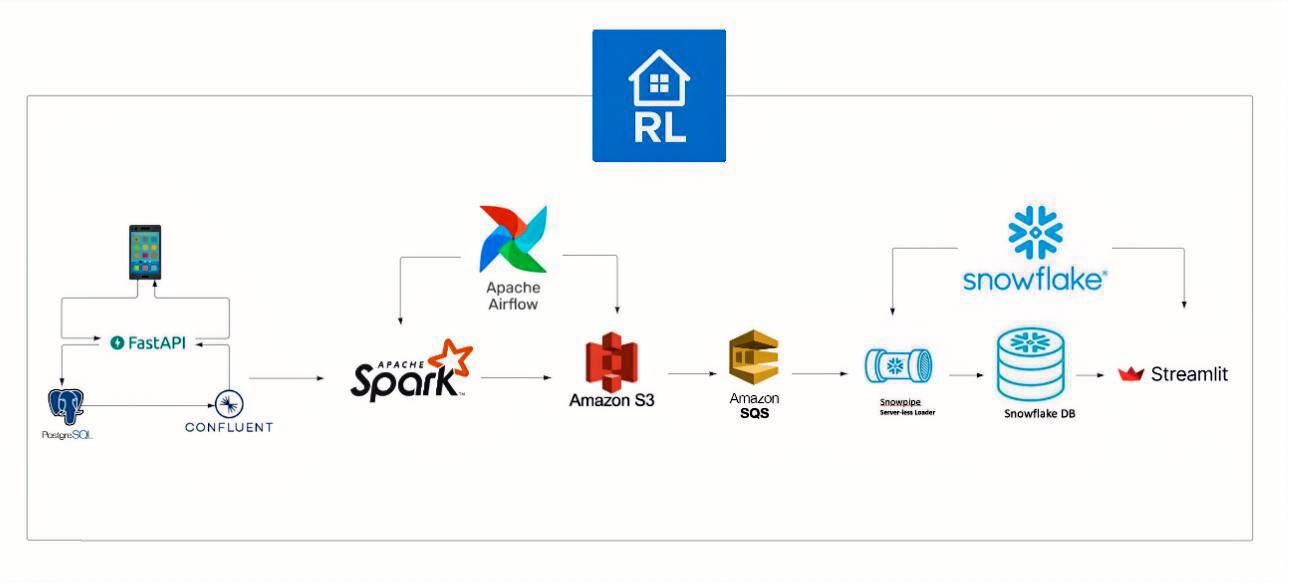 RL
Apache
Airflow
snowflake®
FastAPI
APACHE
Spark™
Amazon S3
Amazon
SQS
Snowpipe
Server-less Loader
Snowflake DB
Streamlit
PostgreSQL
CONFLUENT